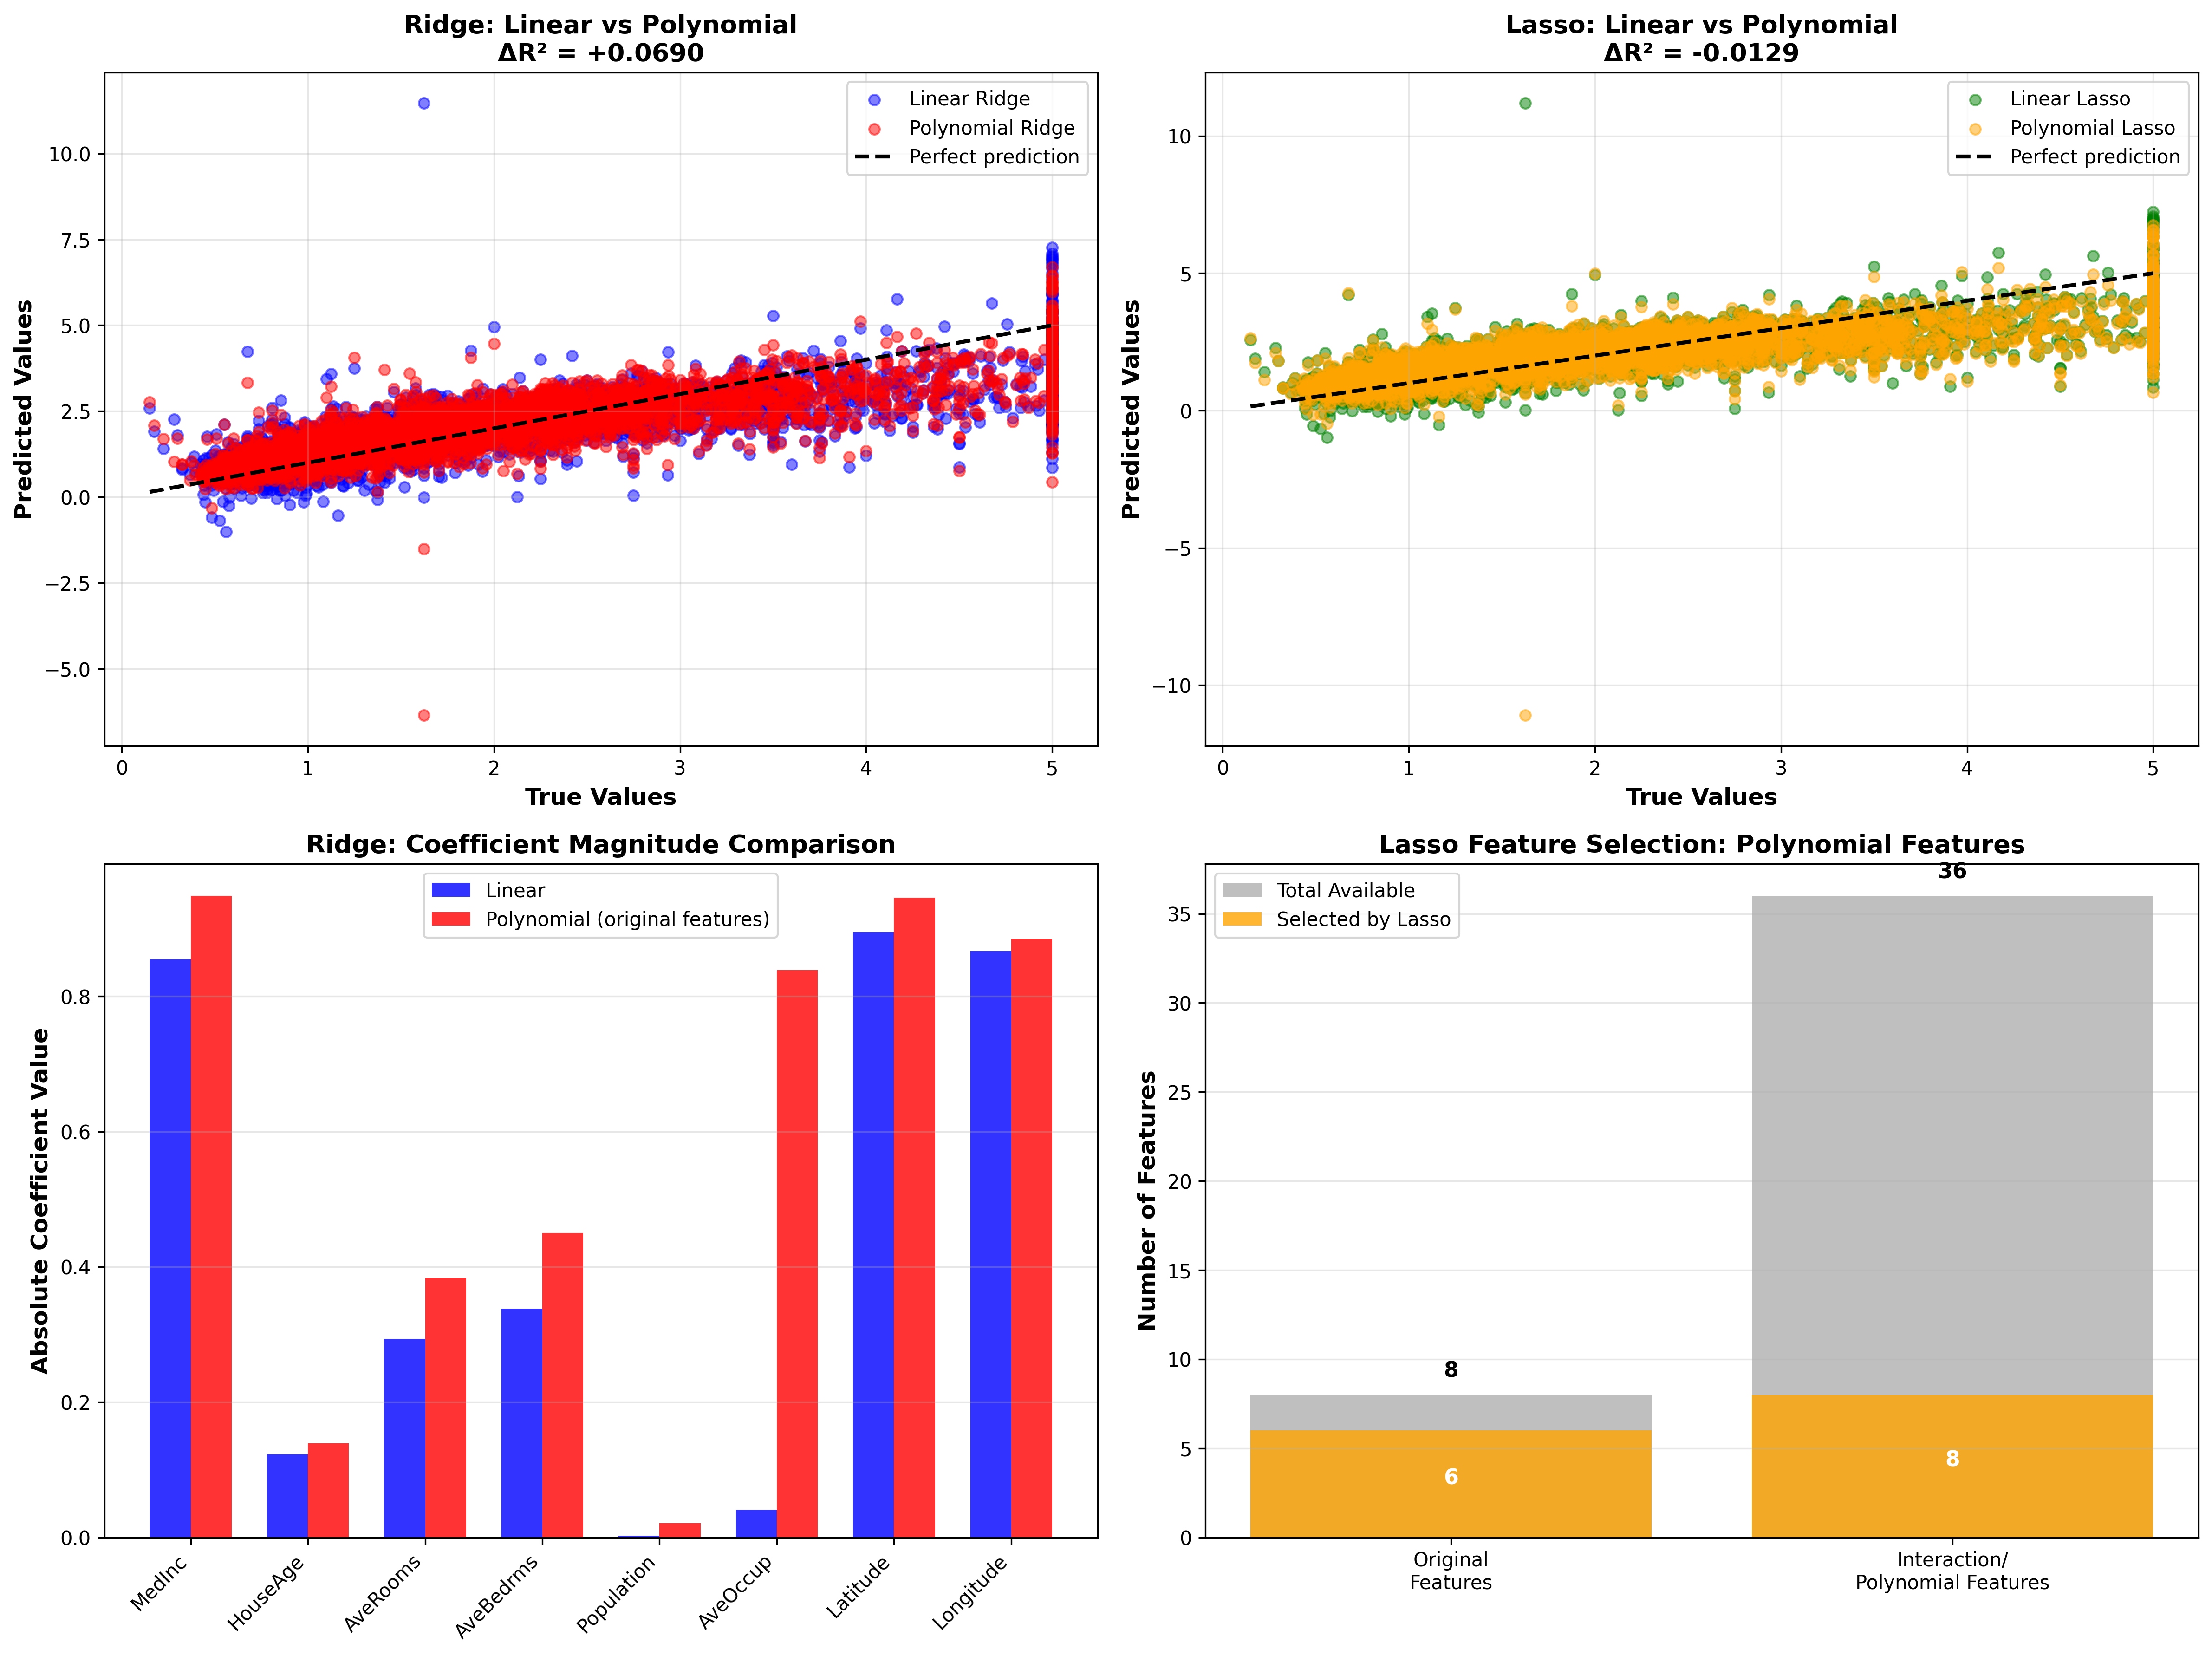 Ridge: Linear vs Polynomial
ΔR² = +0.0690
Linear Ridge
Polynomial Ridge
Perfect prediction
10.0
7.5
5.0
2.5
0.0
−2.5
−5.0
Predicted Values
0 1 2 3 4 5
True Values
Lasso: Linear vs Polynomial
ΔR² = -0.0129
Linear Lasso
Polynomial Lasso
Perfect prediction
10
5
0
−5
−10
Predicted Values
0 1 2 3 4 5
True Values
Ridge: Coefficient Magnitude Comparison
Linear
Polynomial (original features)
0.8
0.6
0.4
0.2
0.0
Absolute Coefficient Value
MedInc HouseAge AveRooms AveBedrms Population AveOccup Latitude Longitude
Lasso Feature Selection: Polynomial Features
36
Total Available
Selected by Lasso
35
30
25
20
15
10
5
0
Number of Features
8
6
8
Original
Features
Interaction/
Polynomial Features